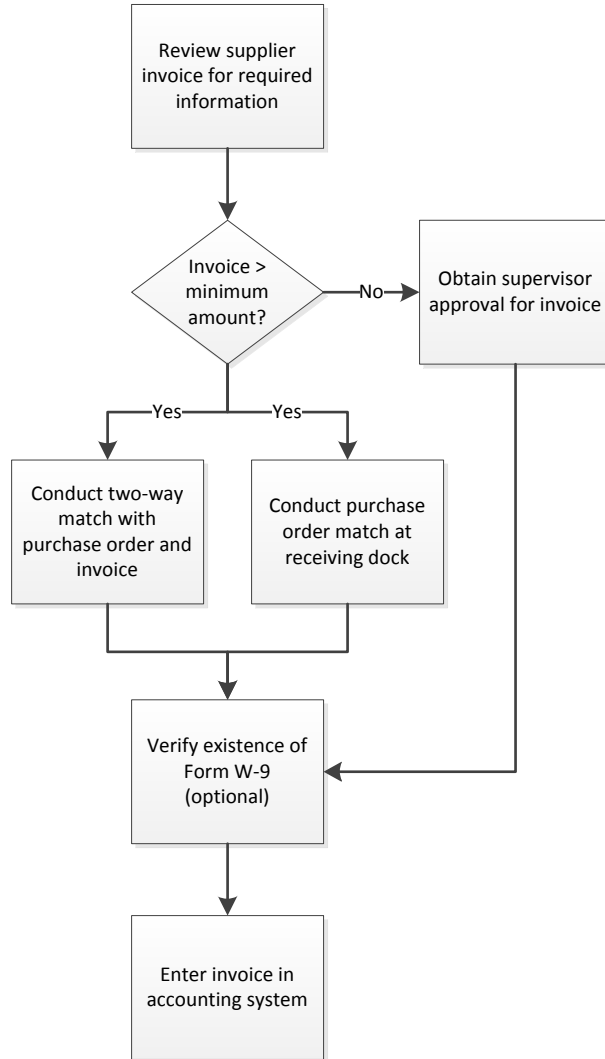 Review supplier
invoice for required
information
Invoice >
minimum
amount?
No
Obtain supervisor
approval for invoice
Yes
Yes
Conduct two-way
match with
purchase order and
invoice
Conduct purchase
order match at
receiving dock
Verify existence of
Form W-9
(optional)
Enter invoice in
accounting system